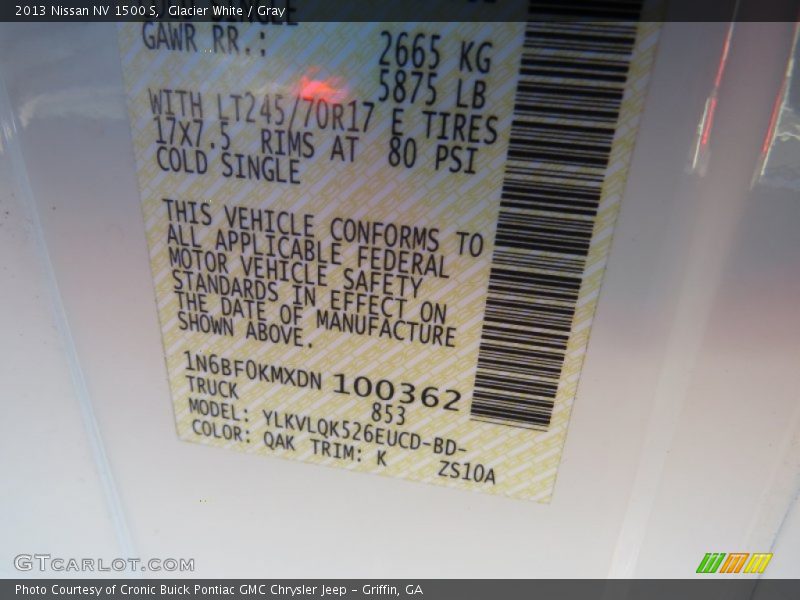 2013 Nissan NV 1500 S, Glacier White / Gray
GAWR RR.:
2665 KG
5875 LB
WITH LT245/70R17 E TIRES
17X7.5 RIMS AT 80 PSI
COLD SINGLE
THIS VEHICLE CONFORMS TO
ALL APPLICABLE FEDERAL
MOTOR VEHICLE SAFETY
STANDARDS IN EFFECT ON
THE DATE OF MANUFACTURE
SHOWN ABOVE.
1N6BF0KMXDN 100362
TRUCK 853
MODEL: YLKVLQK526EUCD-BD-
COLOR: QAK TRIM: K ZS10A
GTCARLOT.COM
Photo Courtesy of Cronic Buick Pontiac GMC Chrysler Jeep - Griffin, GA